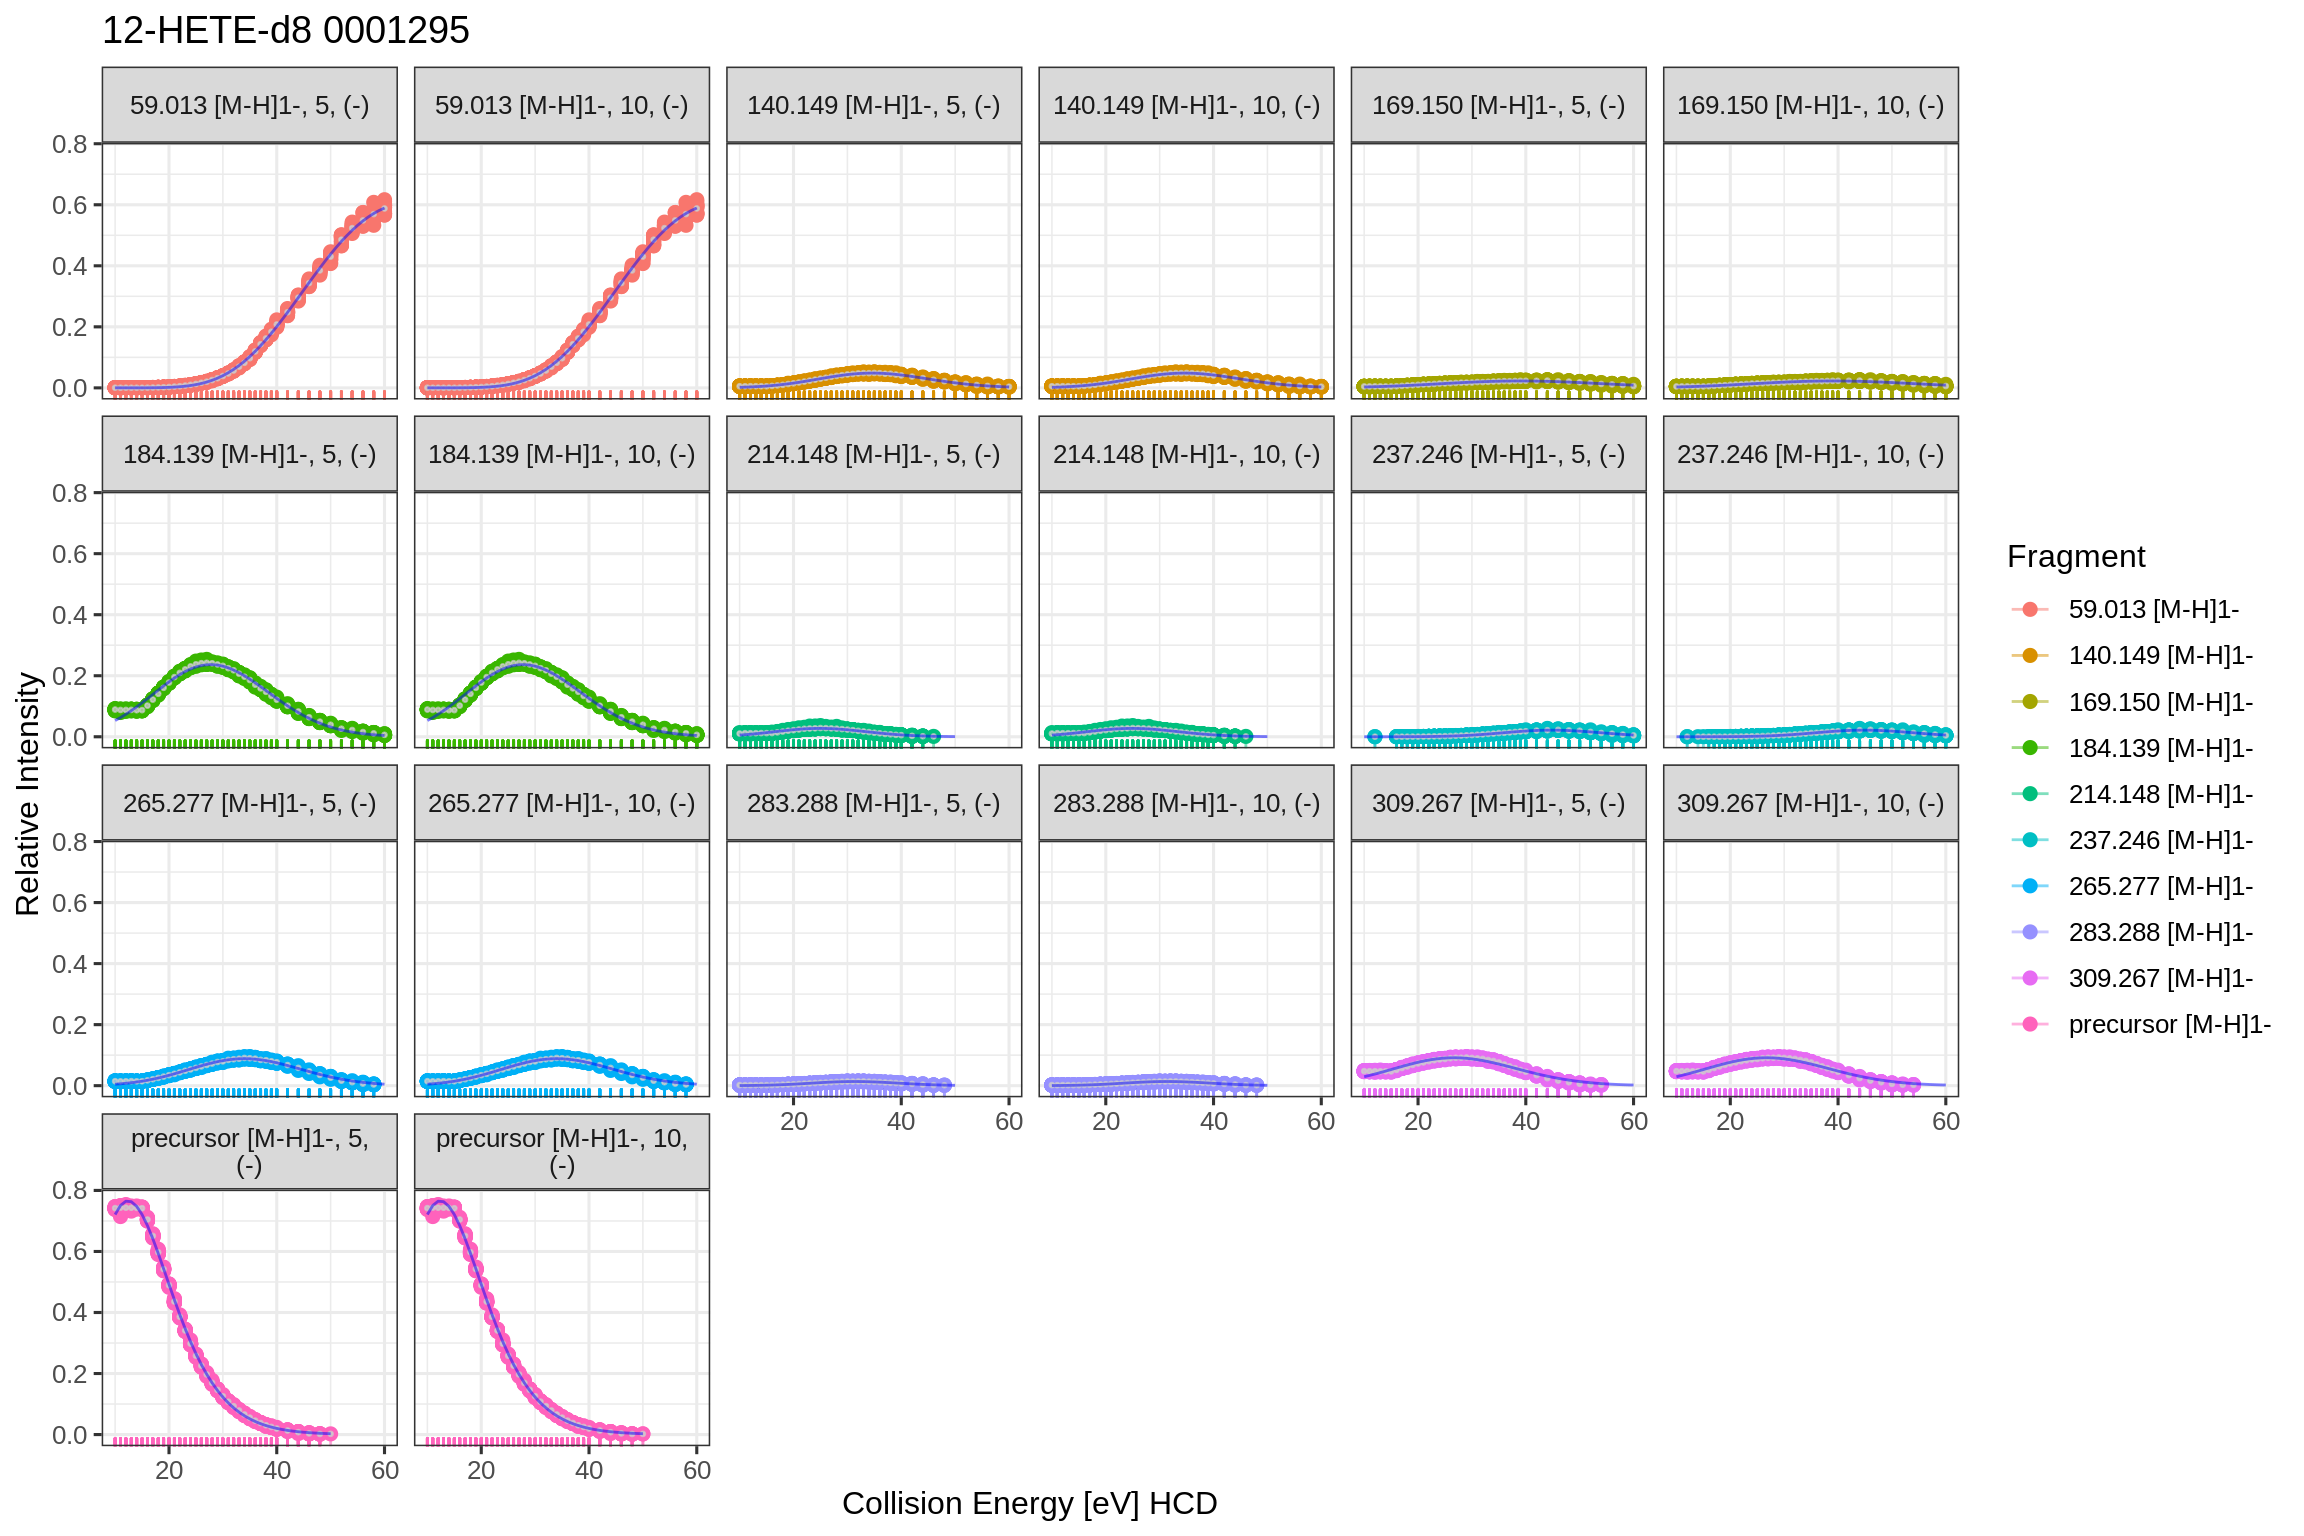 12-HETE-d8 0001295
59.013 [M-H]1-, 5, (-)
59.013 [M-H]1-, 10, (-)
140.149 [M-H]1-, 5, (-)
140.149 [M-H]1-, 10, (-)
169.150 [M-H]1-, 5, (-)
169.150 [M-H]1-, 10, (-)
0.8
0.6
0.4
0.2
0.0
184.139 [M-H]1-, 5, (-)
184.139 [M-H]1-, 10, (-)
214.148 [M-H]1-, 5, (-)
214.148 [M-H]1-, 10, (-)
237.246 [M-H]1-, 5, (-)
237.246 [M-H]1-, 10, (-)
0.8
0.6
0.4
0.2
0.0
265.277 [M-H]1-, 5, (-)
265.277 [M-H]1-, 10, (-)
283.288 [M-H]1-, 5, (-)
283.288 [M-H]1-, 10, (-)
309.267 [M-H]1-, 5, (-)
309.267 [M-H]1-, 10, (-)
0.8
0.6
0.4
0.2
0.0
20 40 60
20 40 60
20 40 60
20 40 60
precursor [M-H]1-, 5,
(-)
precursor [M-H]1-, 10,
(-)
0.8
0.6
0.4
0.2
0.0
20 40 60
20 40 60
Relative Intensity
Collision Energy [eV] HCD
Fragment
59.013 [M-H]1-
140.149 [M-H]1-
169.150 [M-H]1-
184.139 [M-H]1-
214.148 [M-H]1-
237.246 [M-H]1-
265.277 [M-H]1-
283.288 [M-H]1-
309.267 [M-H]1-
precursor [M-H]1-